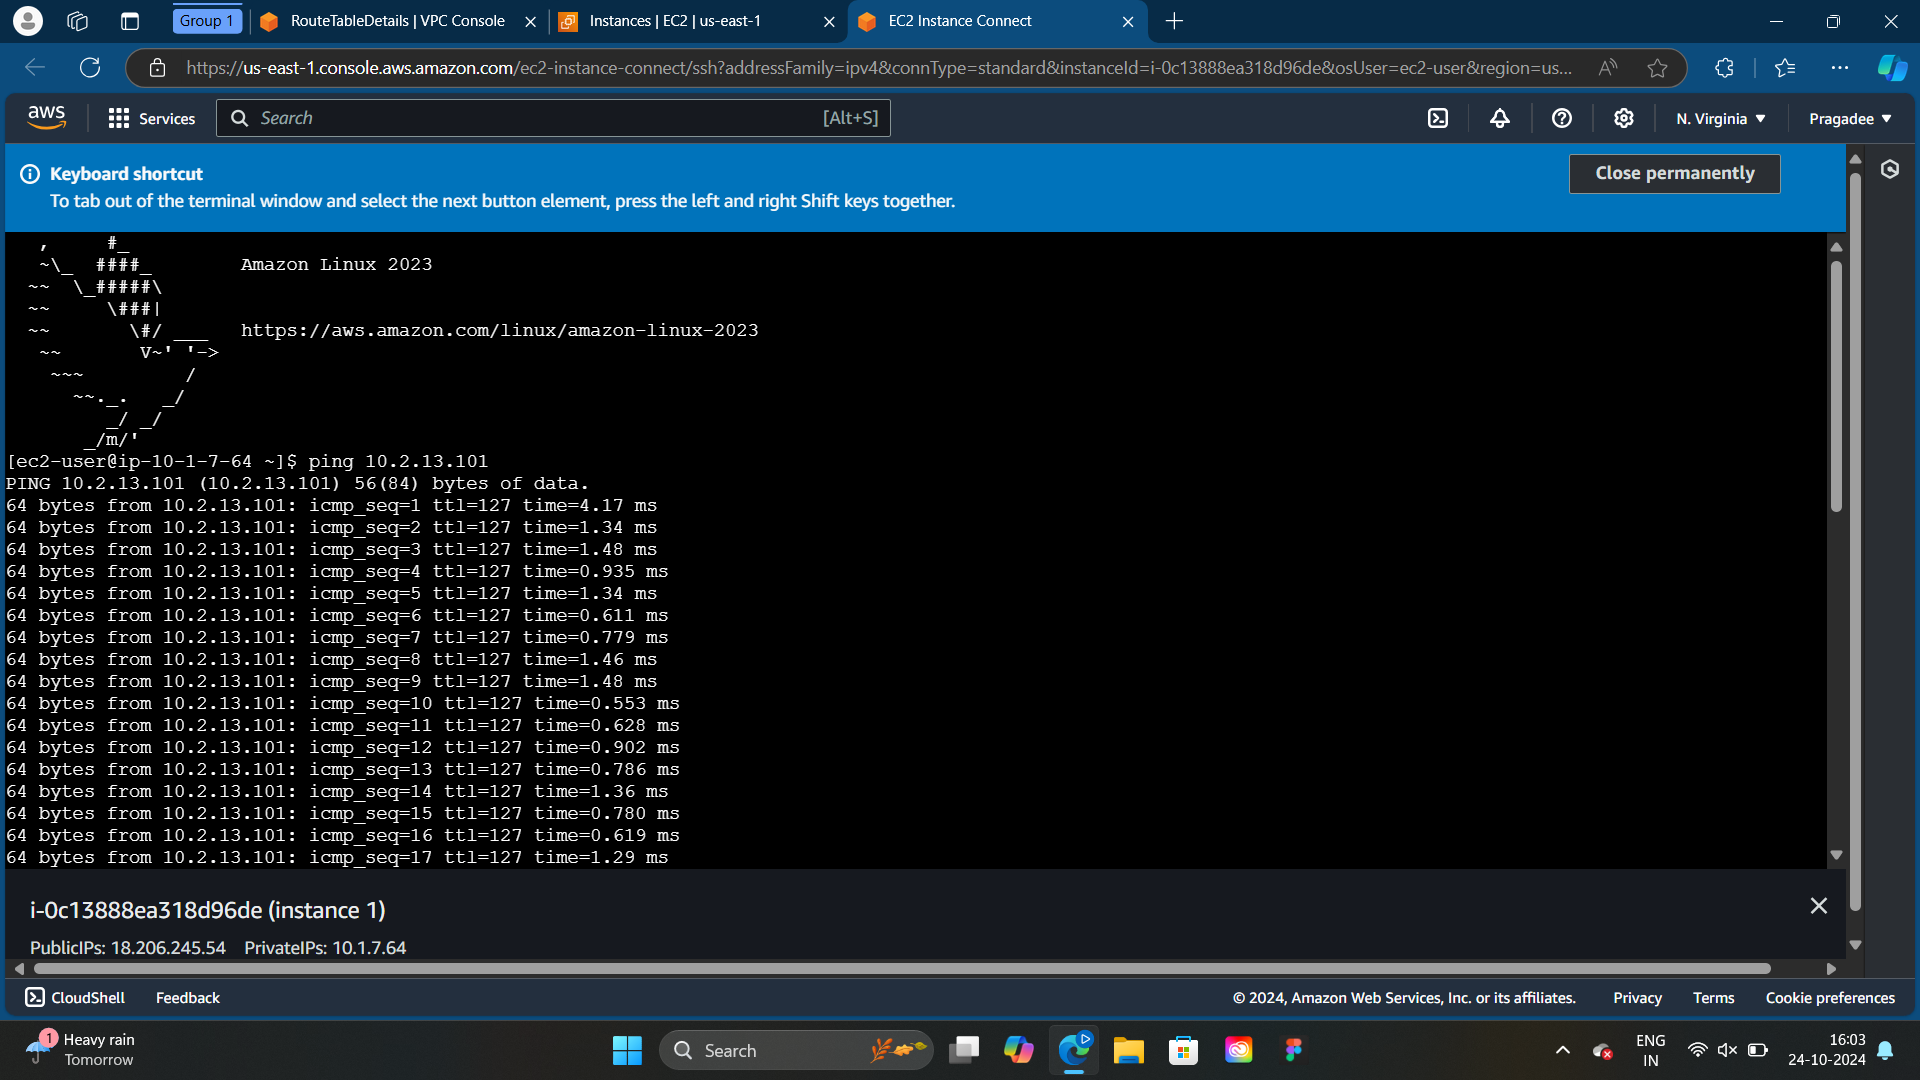 Group 1
RouteTableDetails | VPC Console
Instances | EC2 | us-east-1
EC2 Instance Connect
https://us-east-1.console.aws.amazon.com/ec2-instance-connect/ssh?addressFamily=ipv4&connType=standard&instanceId=i-0c13888ea318d96de&osUser=ec2-user&region=us...
aws
Services
Search
[Alt+S]
N. Virginia
Pragadee
Keyboard shortcut
To tab out of the terminal window and select the next button element, press the left and right Shift keys together.
Close permanently
   ,     #_
   ~\_  ####_        Amazon Linux 2023
  ~~  \_#####\
  ~~     \###|
  ~~       \#/ ___   https://aws.amazon.com/linux/amazon-linux-2023
   ~~       V~' '->
    ~~~         /
      ~~._.   _/
         _/ _/
       _/m/'
[ec2-user@ip-10-1-7-64 ~]$ ping 10.2.13.101
PING 10.2.13.101 (10.2.13.101) 56(84) bytes of data.
64 bytes from 10.2.13.101: icmp_seq=1 ttl=127 time=4.17 ms
64 bytes from 10.2.13.101: icmp_seq=2 ttl=127 time=1.34 ms
64 bytes from 10.2.13.101: icmp_seq=3 ttl=127 time=1.48 ms
64 bytes from 10.2.13.101: icmp_seq=4 ttl=127 time=0.935 ms
64 bytes from 10.2.13.101: icmp_seq=5 ttl=127 time=1.34 ms
64 bytes from 10.2.13.101: icmp_seq=6 ttl=127 time=0.611 ms
64 bytes from 10.2.13.101: icmp_seq=7 ttl=127 time=0.779 ms
64 bytes from 10.2.13.101: icmp_seq=8 ttl=127 time=1.46 ms
64 bytes from 10.2.13.101: icmp_seq=9 ttl=127 time=1.48 ms
64 bytes from 10.2.13.101: icmp_seq=10 ttl=127 time=0.553 ms
64 bytes from 10.2.13.101: icmp_seq=11 ttl=127 time=0.628 ms
64 bytes from 10.2.13.101: icmp_seq=12 ttl=127 time=0.902 ms
64 bytes from 10.2.13.101: icmp_seq=13 ttl=127 time=0.786 ms
64 bytes from 10.2.13.101: icmp_seq=14 ttl=127 time=1.36 ms
64 bytes from 10.2.13.101: icmp_seq=15 ttl=127 time=0.780 ms
64 bytes from 10.2.13.101: icmp_seq=16 ttl=127 time=0.619 ms
64 bytes from 10.2.13.101: icmp_seq=17 ttl=127 time=1.29 ms
i-0c13888ea318d96de (instance 1)
PublicIPs: 18.206.245.54 PrivateIPs: 10.1.7.64
CloudShell
Feedback
© 2024, Amazon Web Services, Inc. or its affiliates.
Privacy
Terms
Cookie preferences
1
Heavy rain
Tomorrow
Search
ENG
IN
16:03
24-10-2024